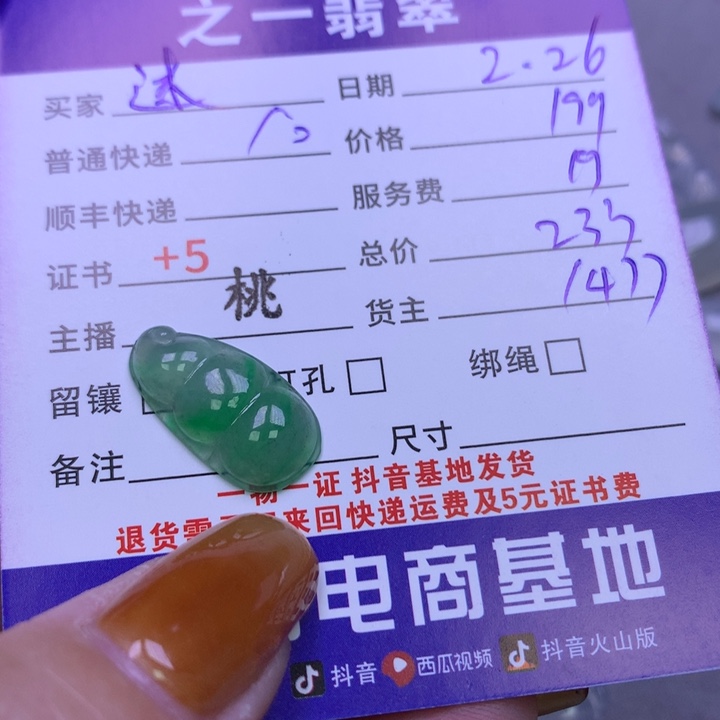 之一翡翠
买家 日期 2.26
普通快递 价格 199
顺丰快递 服务费
证书 +5 总价 233
主播 桃 货主
留镶 孔 绑绳
备注 尺寸
一物一证 抖音基地发货
退货需 来回快递运费及5元证书费
电商基地
抖音 西瓜视频 抖音火山版